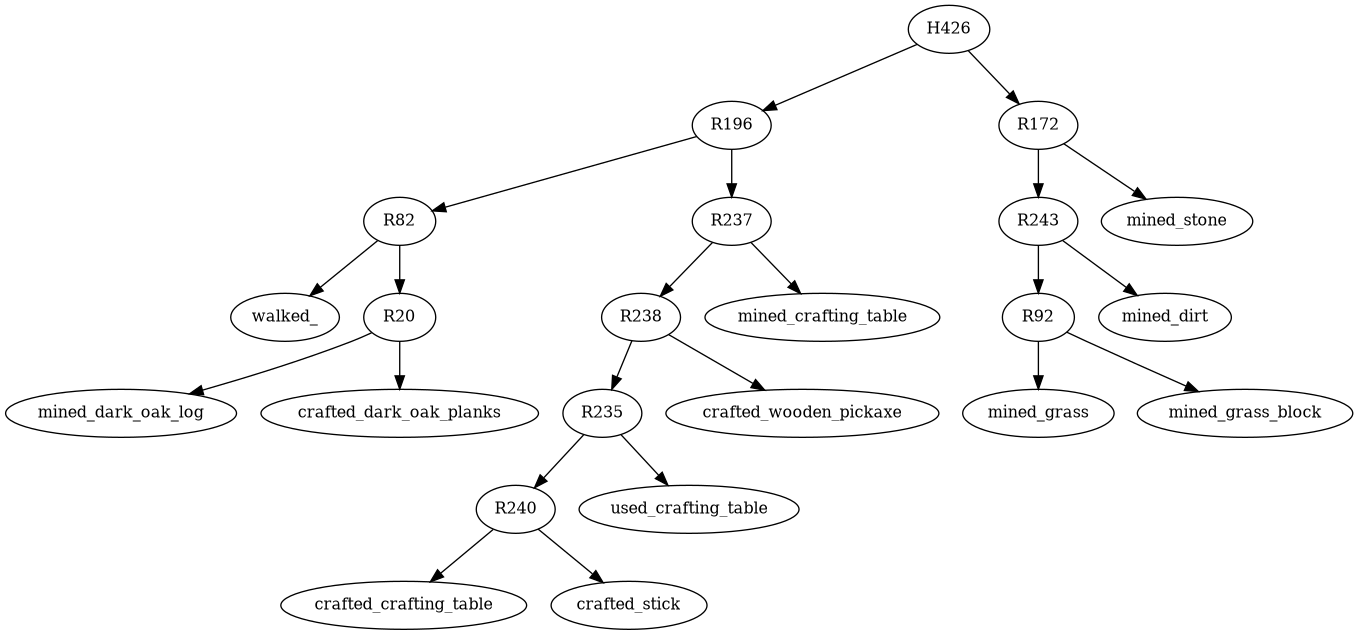 H426
R196
R172
R82
R237
R243
mined_stone
walked_
R20
R238
mined_crafting_table
R92
mined_dirt
mined_dark_oak_log
crafted_dark_oak_planks
R235
crafted_wooden_pickaxe
mined_grass
mined_grass_block
R240
used_crafting_table
crafted_crafting_table
crafted_stick